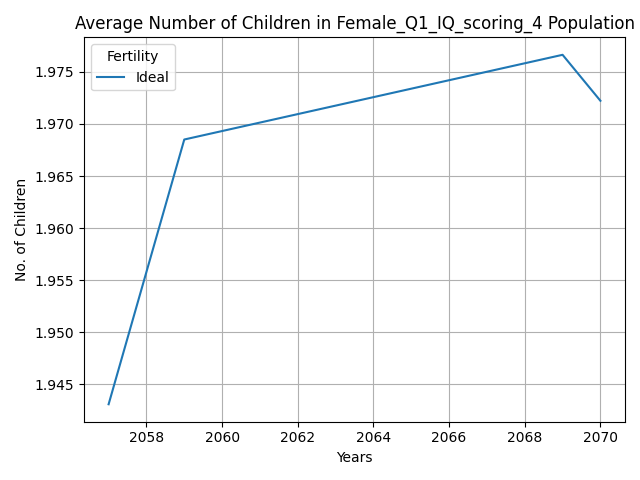 Average Number of Children in Female_Q1_IQ_scoring_4 Population
Fertility
Ideal
1.975
1.970
1.965
1.960
1.955
1.950
1.945
No. of Children
2058 2060 2062 2064 2066 2068 2070
Years